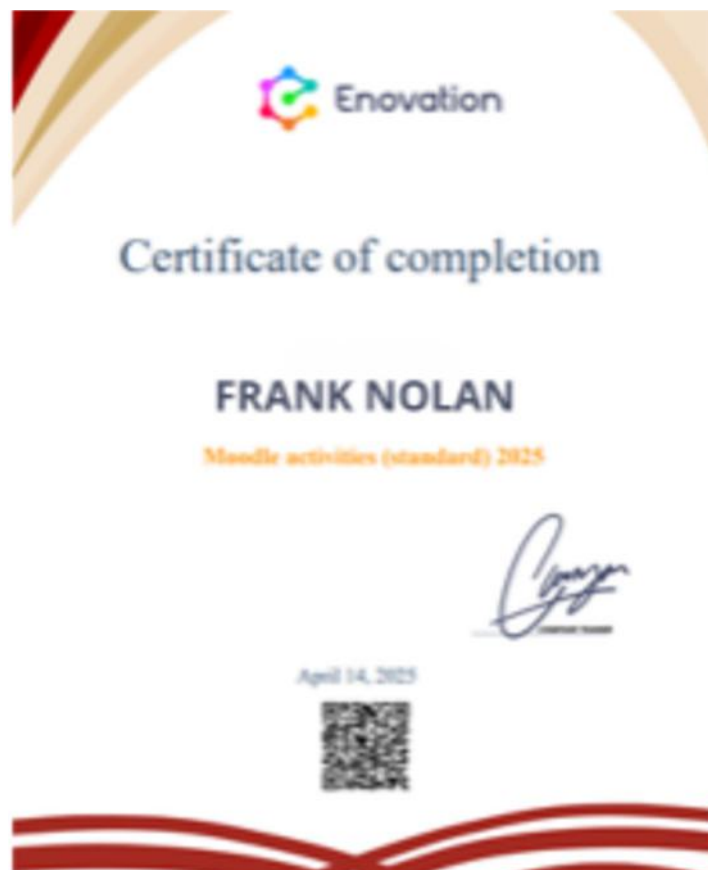 Enovation
Certificate of completion
FRANK NOLAN
Moodle activities (standard) 2025
April 14, 2025